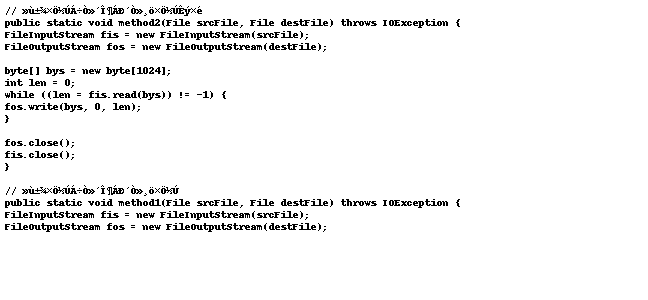 // »ù±¾×Ö½ÚÁ÷Ò»´Î¶ÁÐ´Ò»¸ö×Ö½ÚÊý×é
public static void method2(File srcFile, File destFile) throws IOException {
FileInputStream fis = new FileInputStream(srcFile);
FileOutputStream fos = new FileOutputStream(destFile);
byte[] bys = new byte[1024];
int len = 0;
while ((len = fis.read(bys)) != -1) {
fos.write(bys, 0, len);
}
fos.close();
fis.close();
}
// »ù±¾×Ö½ÚÁ÷Ò»´Î¶ÁÐ´Ò»¸ö×Ö½Ú
public static void method1(File srcFile, File destFile) throws IOException {
FileInputStream fis = new FileInputStream(srcFile);
FileOutputStream fos = new FileOutputStream(destFile);